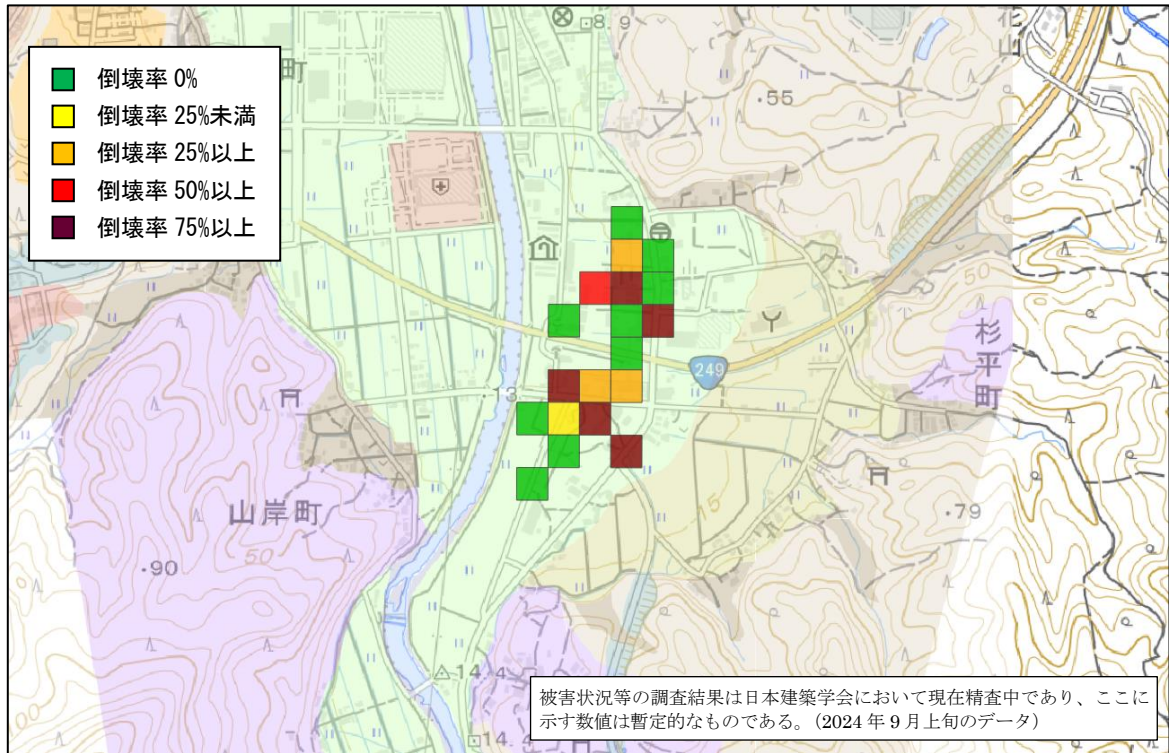 倒壊率 0%
倒壊率 25%未満
倒壊率 25%以上
倒壊率 50%以上
倒壊率 75%以上
町
8. 9
花山
・55
50
杉平町
249
3
山岸町
・90
50
15
・79
100
14. 4
14.
被害状況等の調査結果は日本建築学会において現在精査中であり、ここに
示す数値は暫定的なものである。(2024 年 9 月上旬のデータ)